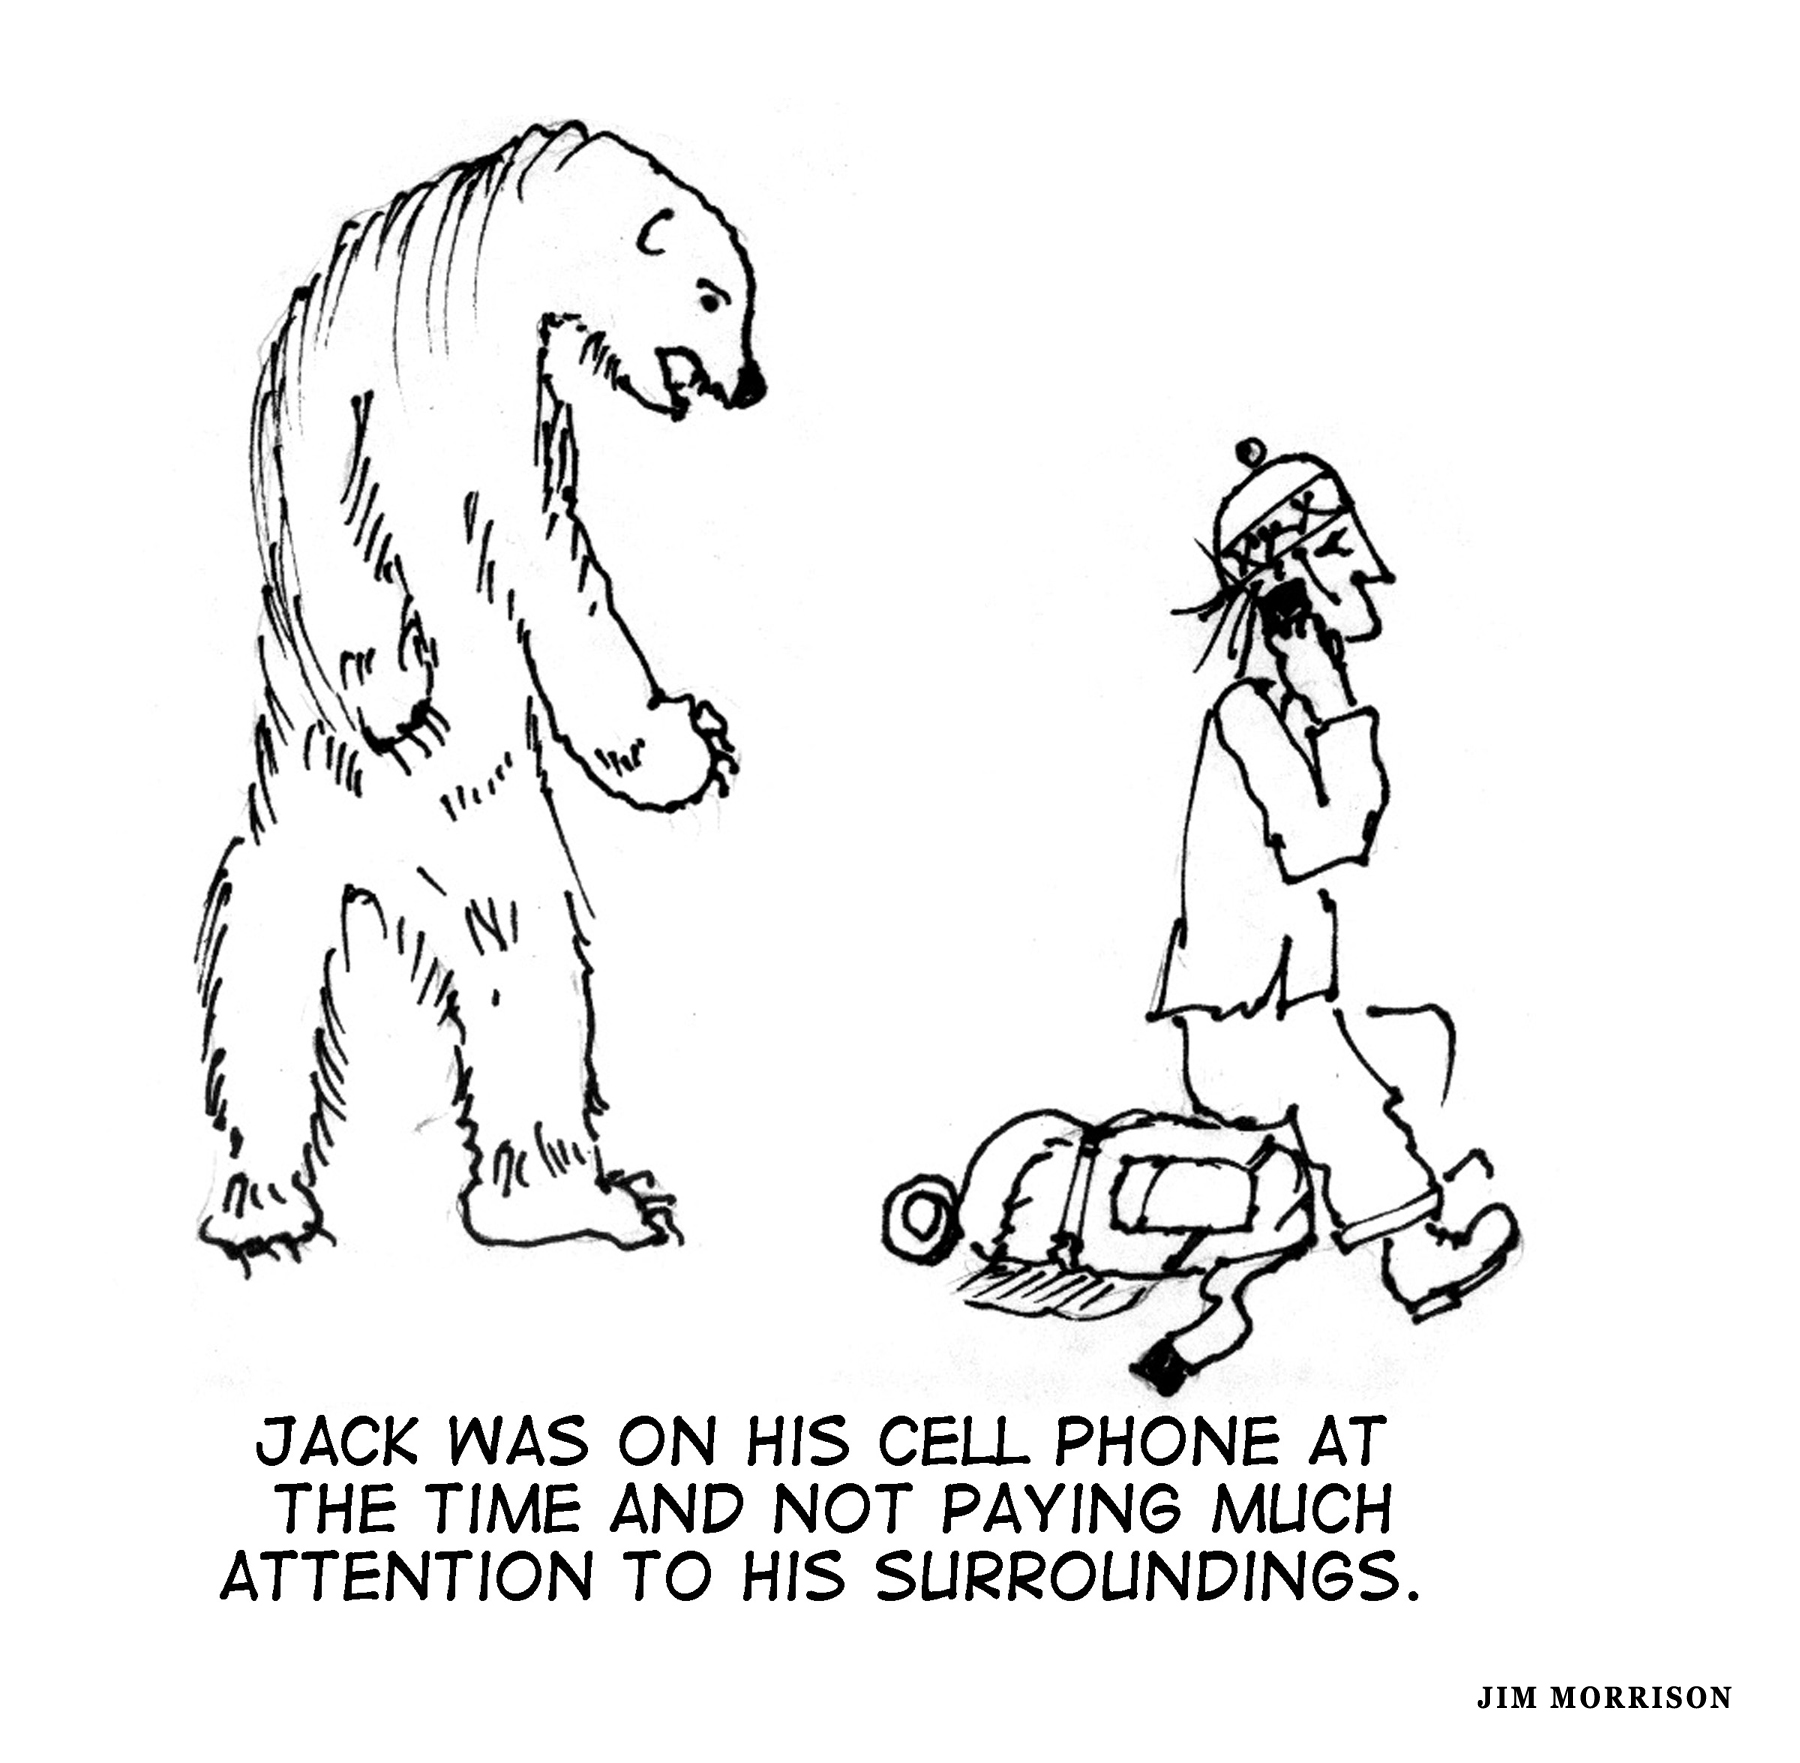 JACK WAS ON HIS CELL PHONE AT
THE TIME AND NOT PAYING MUCH
ATTENTION TO HIS SURROUNDINGS.
JIM MORRISON